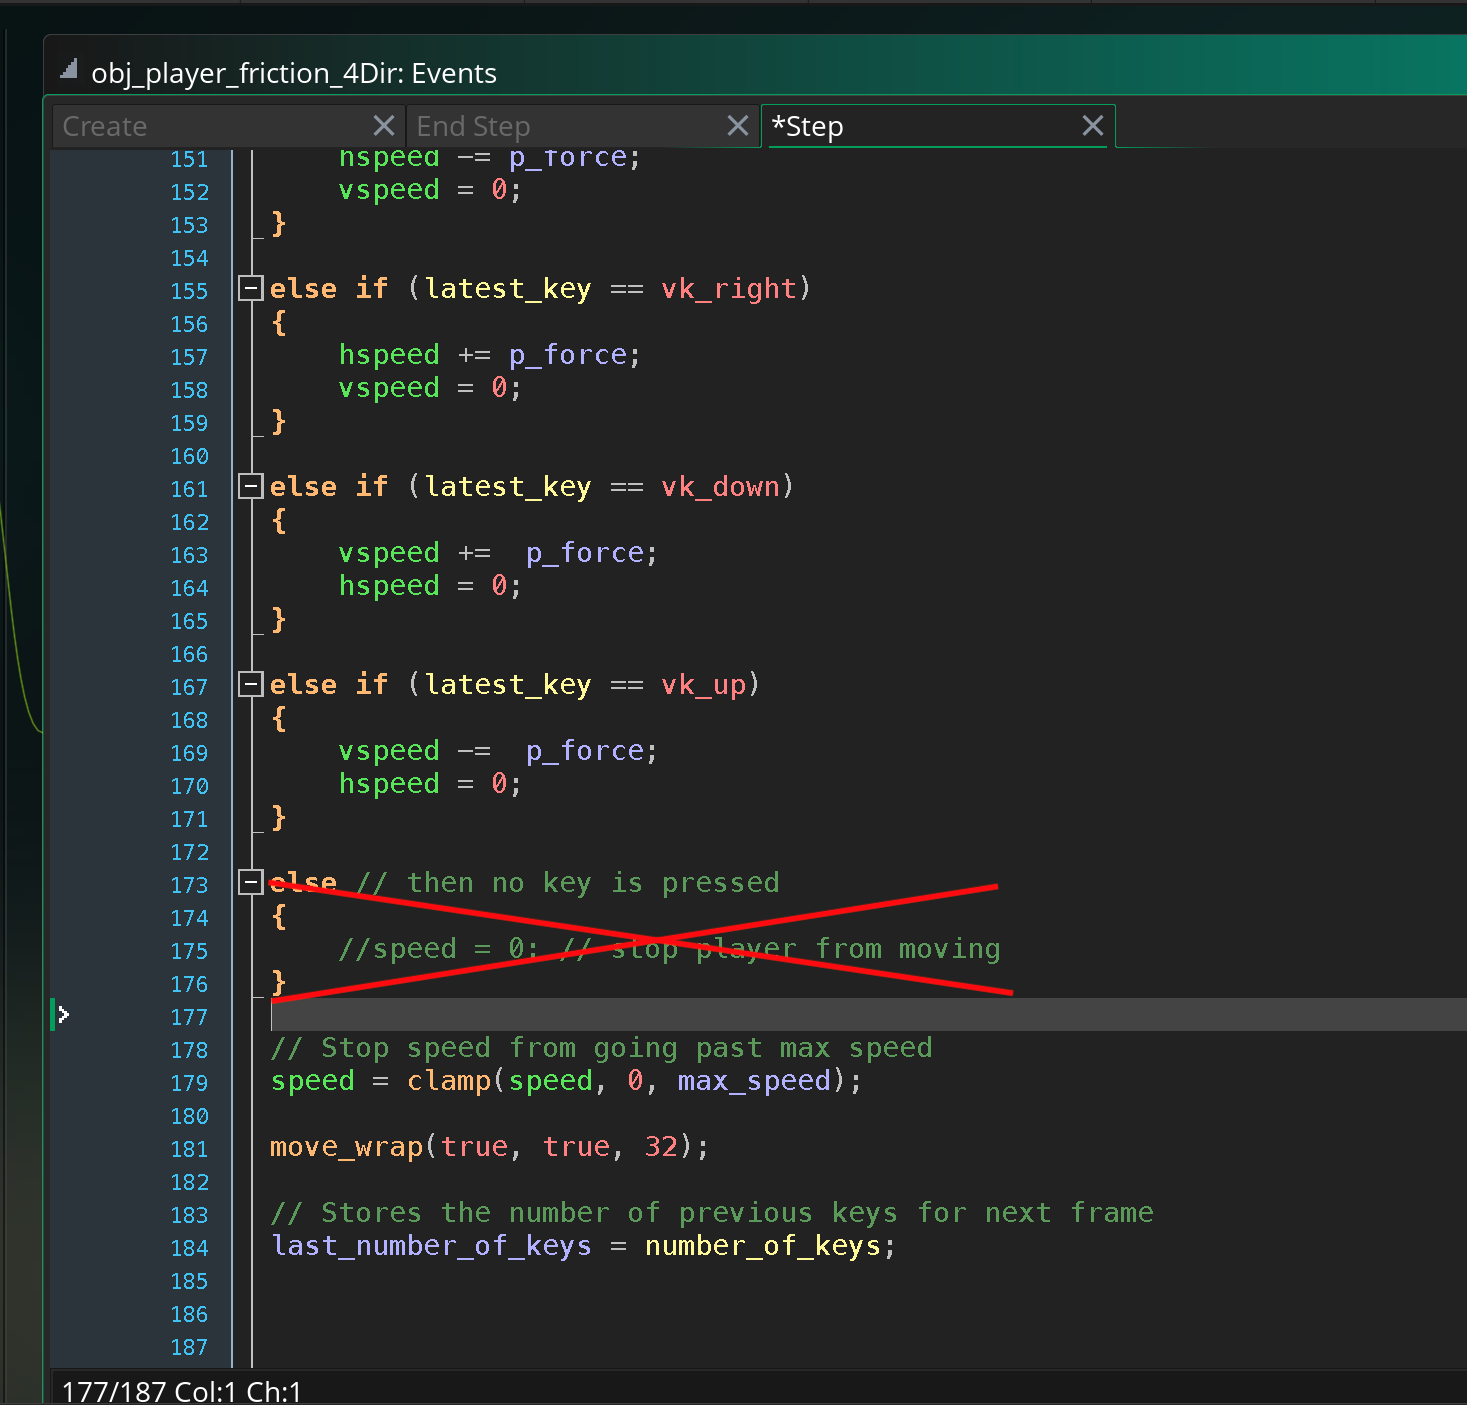 obj_player_friction_4Dir: Events
Create End Step *Step
151 hspeed -= p_force;
152 vspeed = 0;
153 }
154
155 else if (latest_key == vk_right)
156 {
157 hspeed += p_force;
158 vspeed = 0;
159 }
160
161 else if (latest_key == vk_down)
162 {
163 vspeed +=  p_force;
164 hspeed = 0;
165 }
166
167 else if (latest_key == vk_up)
168 {
169 vspeed -=  p_force;
170 hspeed = 0;
171 }
172
173 else // then no key is pressed
174 {
175 //speed = 0; // stop player from moving
176 }
177
178 // Stop speed from going past max speed
179 speed = clamp(speed, 0, max_speed);
180
181 move_wrap(true, true, 32);
182
183 // Stores the number of previous keys for next frame
184 last_number_of_keys = number_of_keys;
185
186
187
177/187 Col:1 Ch:1